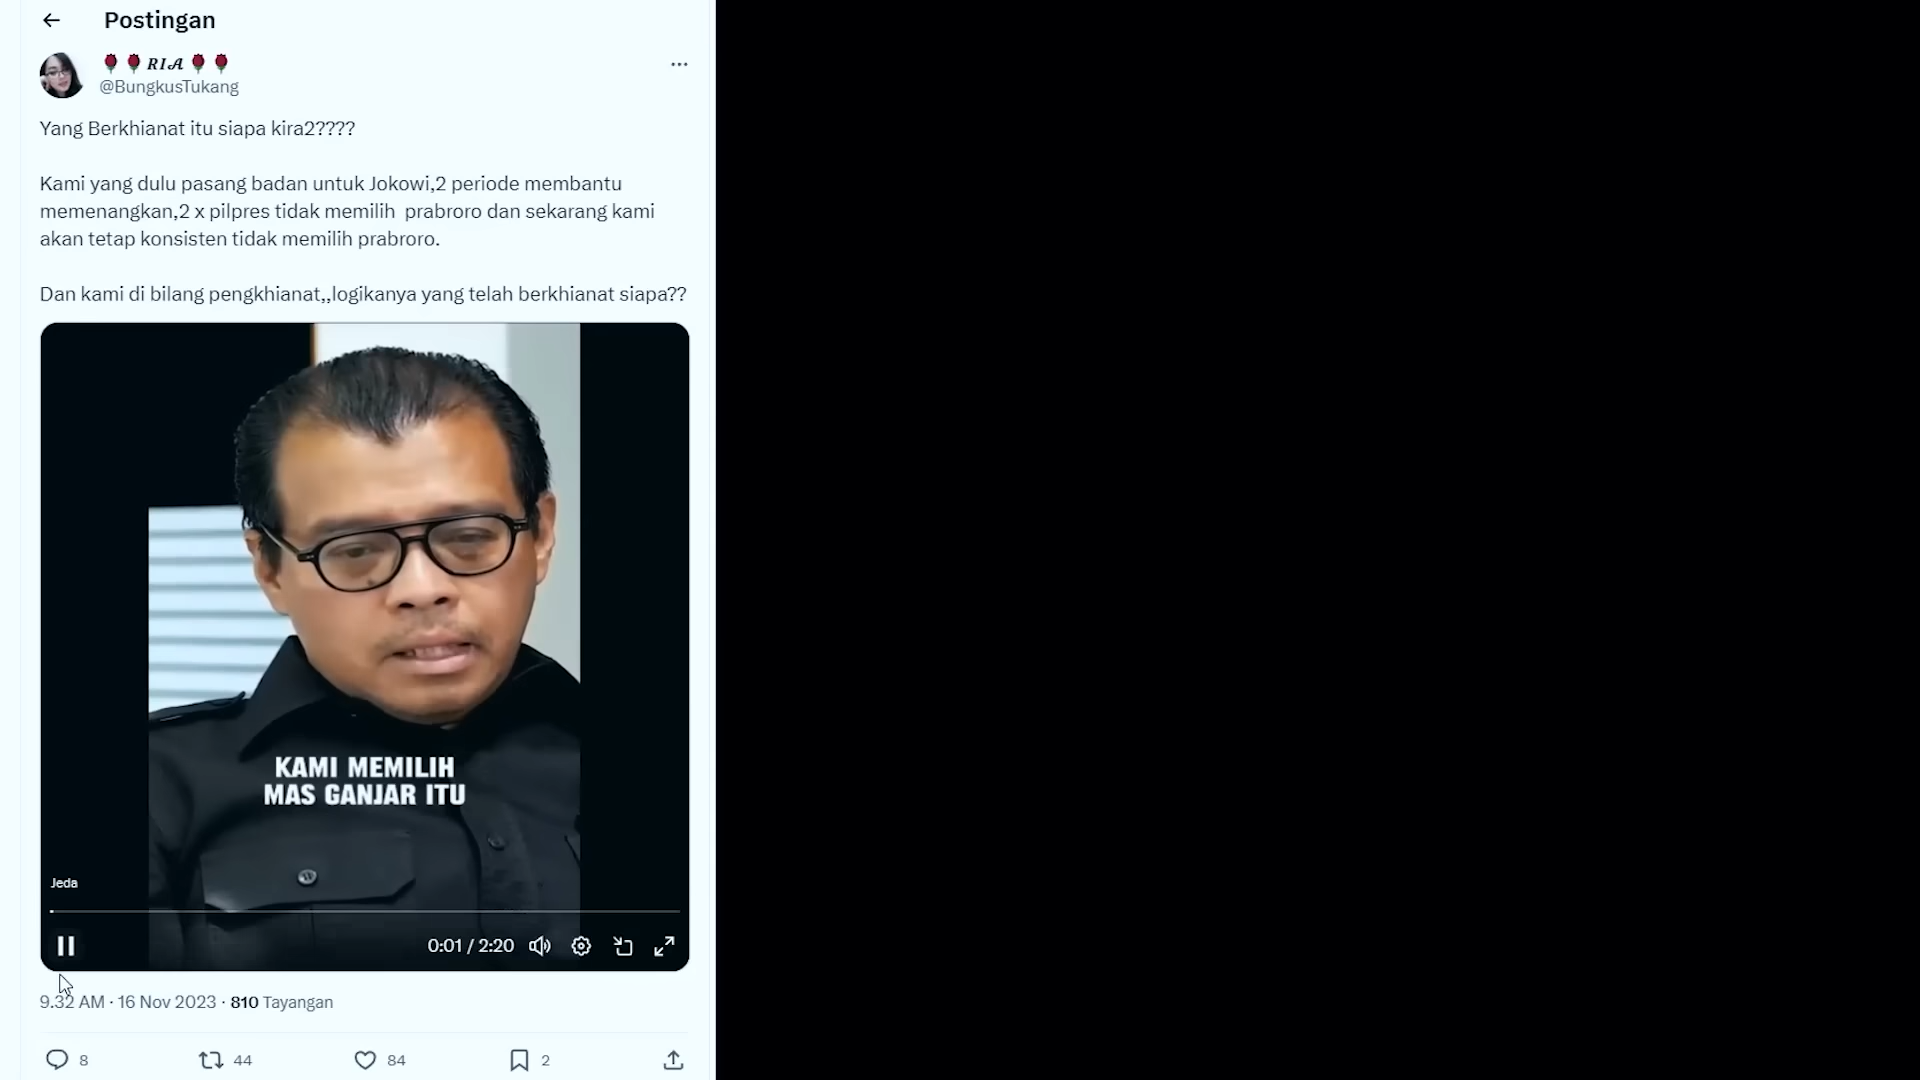 Postingan
RIA
@BungkusTukang
Yang Berkhianat itu siapa kira2????
Kami yang dulu pasang badan untuk Jokowi,2 periode membantu
memenangkan,2 x pilpres tidak memilih prabroro dan sekarang kami
akan tetap konsisten tidak memilih prabroro.
Dan kami di bilang pengkhianat,,logikanya yang telah berkhianat siapa??
KAMI MEMILIH
MAS GANJAR ITU
Jeda
0:01 / 2:20
9.32 AM · 16 Nov 2023 · 810 Tayangan
8 44 84 2